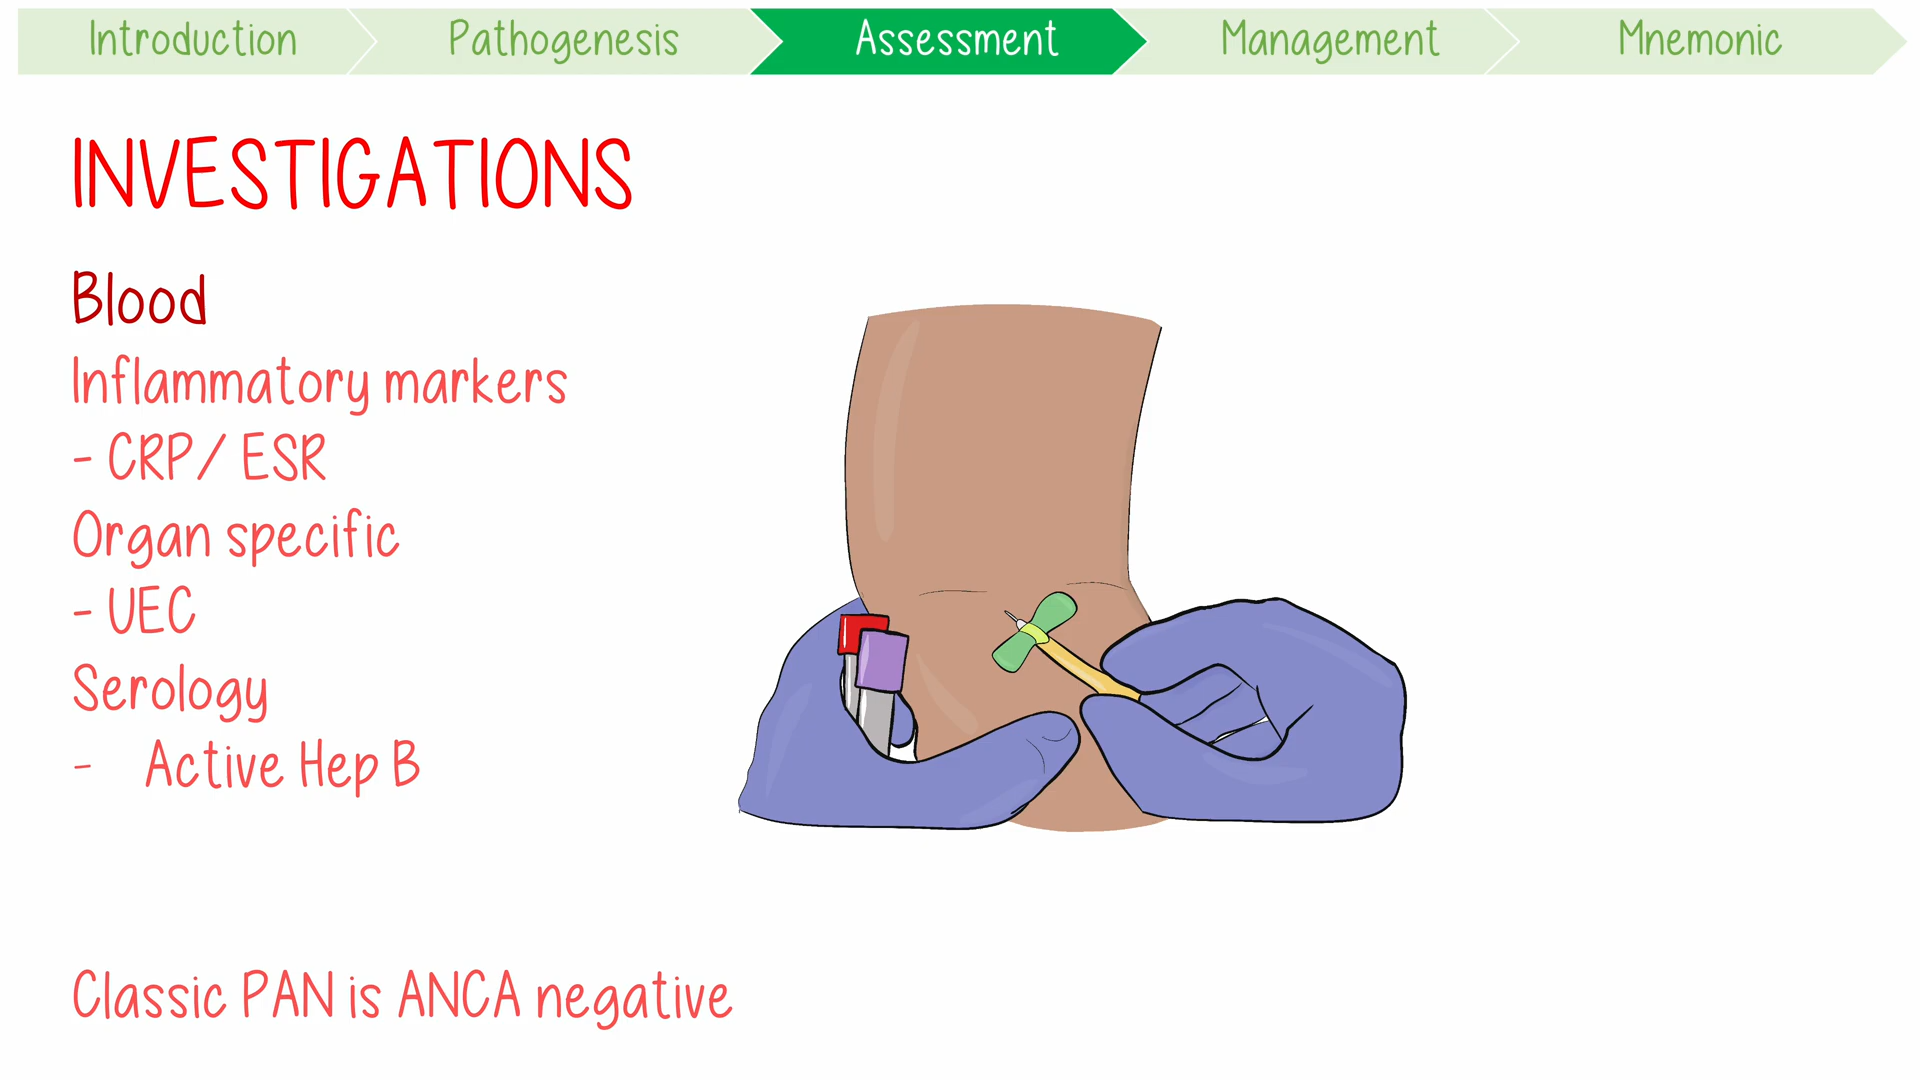 Introduction
Pathogenesis
Assessment
Management
Mnemonic
INVESTIGATIONS
Blood
Inflammatory markers
- CRP/ ESR
Organ specific
- UEC
Serology
- Active Hep B
Classic PAN is ANCA negative